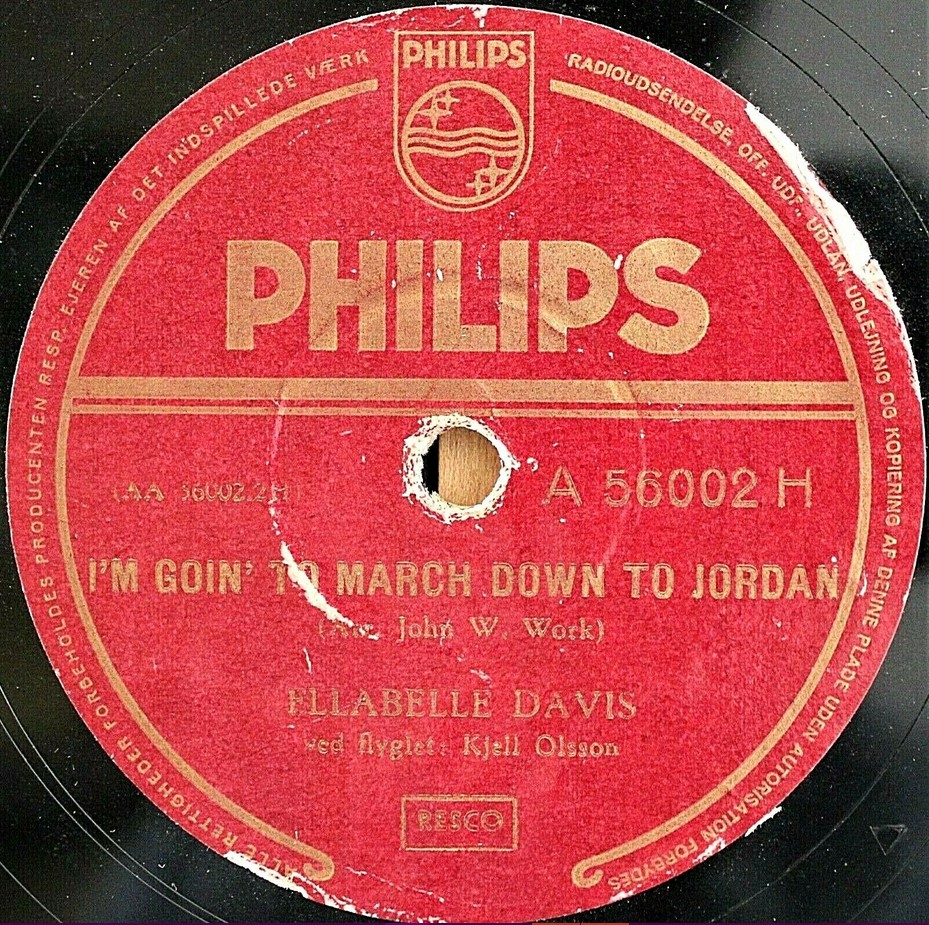 PHILIPS
PHILIPS
(AA 56002.2H)
A 56002 H
I'M GOIN' TO MARCH DOWN TO JORDAN
(Arr. John W. Work)
ELLABELLE DAVIS
ved flyglet: Kjell Olsson
RESCO
ALLE RETTIGHEDER FORBEHOLDES PRODUCENTEN RESP. EJEREN AF DET INDSPILLEDE VÆRK
RADIOUDSENDELSE, OFF. UDF., UDLAN, UDLEJNING OG KOPIERING AF DENNE PLADE UDEN AUTORISATION FORBYDES